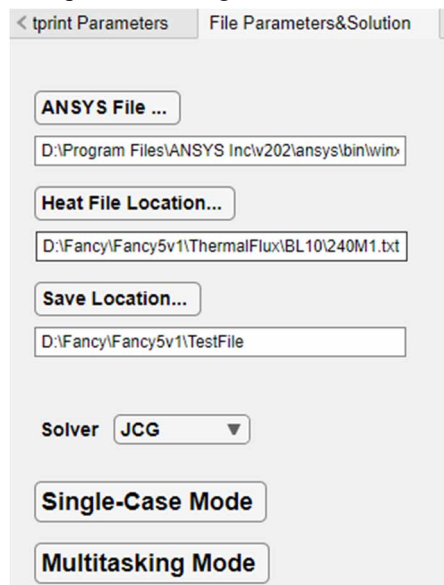 < tprint Parameters File Parameters&Solution
ANSYS File ...
D:\Program Files\ANSYS Inc\v202\ansys\bin\winx
Heat File Location...
D:\Fancy\Fancy5v1\ThermalFlux\BL10\240M1.txt
Save Location...
D:\Fancy\Fancy5v1\TestFile
Solver JCG
Single-Case Mode
Multitasking Mode